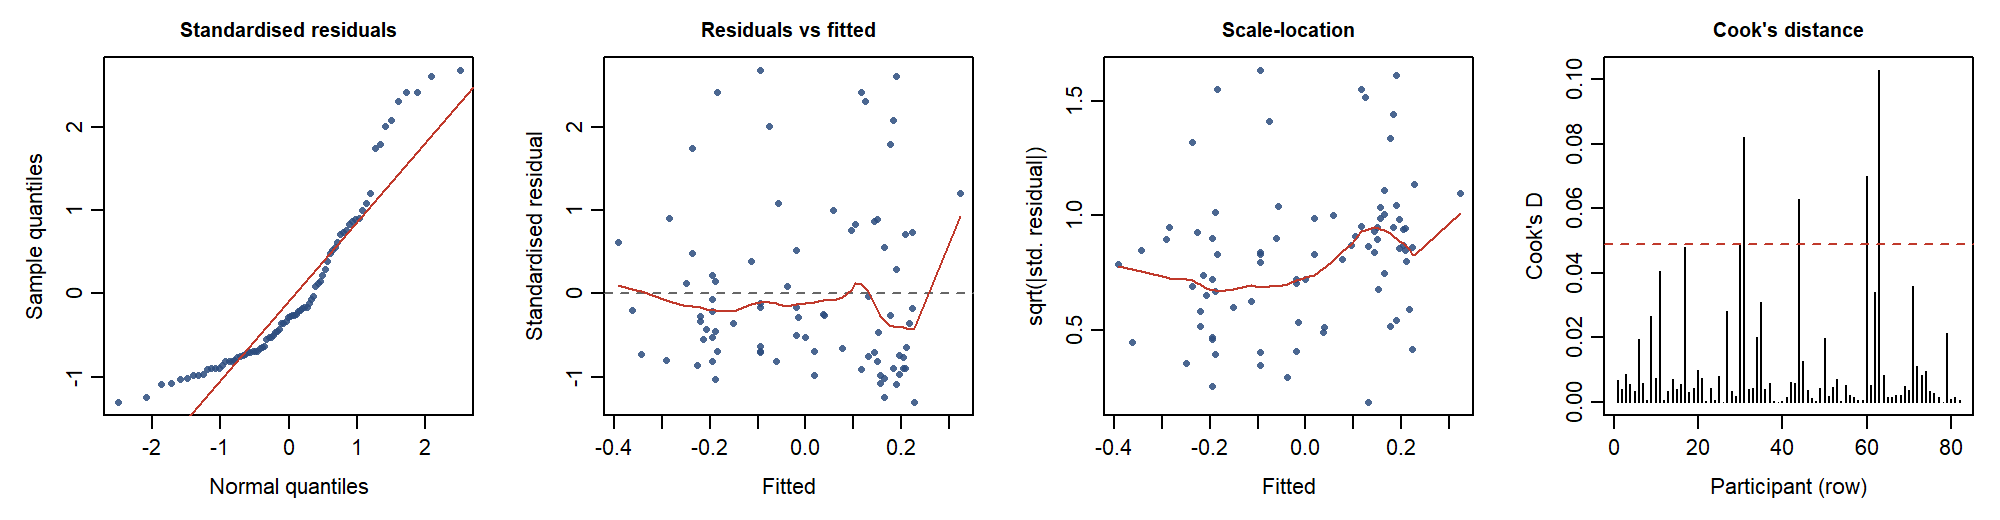 Standardised residuals
Sample quantiles
2
1
0
-1
-2
-1
0
1
2
Normal quantiles
Residuals vs fitted
Standardised residual
2
1
0
-1
-0.4
-0.2
0.0
0.2
Fitted
Scale-location
sqrt(|std. residual|)
1.5
1.0
0.5
-0.4
-0.2
0.0
0.2
Fitted
Cook's distance
Cook's D
0.10
0.08
0.06
0.04
0.02
0.00
0
20
40
60
80
Participant (row)